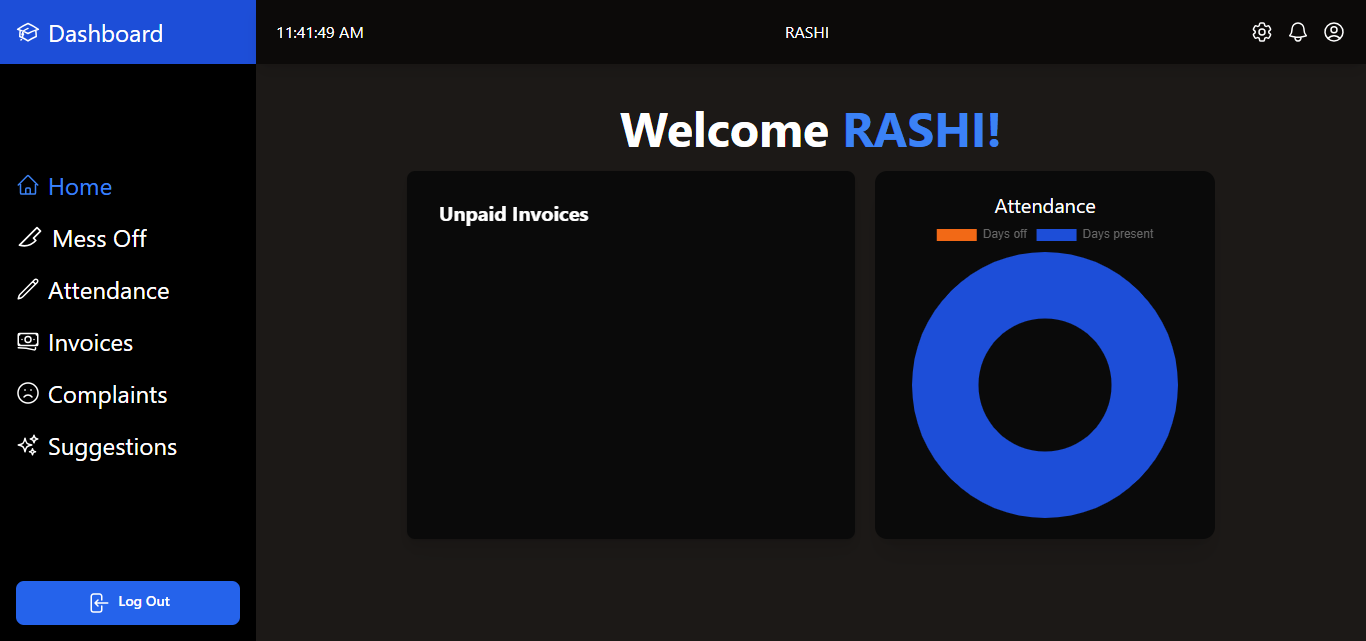 Dashboard
11:41:49 AM
RASHI
Welcome RASHI!
Home
Mess Off
Attendance
Invoices
Complaints
Suggestions
Log Out
Unpaid Invoices
Attendance
Days off
Days present